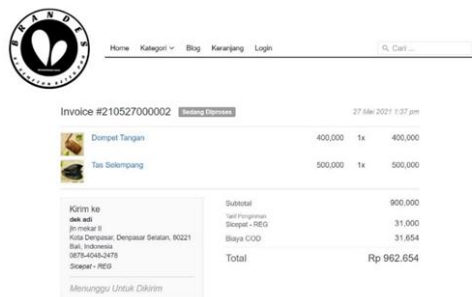 BRANDES
Home Kategori Blog Keranjang Login
Cari ...
Invoice #210527000002 Sedang Diproses 27 Mei 2021 1:37 pm
Dompet Tangan 400,000 1x 400,000
Tas Selempang 500,000 1x 500,000
Kirim ke
dek adi
jln mekar II
Kota Denpasar, Denpasar Selatan, 80221
Bali, Indonesia
0878-4048-2478
Sicepat - REG
Menunggu Untuk Dikirim
Subtotal 900,000
Tarif Pengiriman
Sicepat - REG 31,000
Biaya COD 31.654
Total Rp 962.654